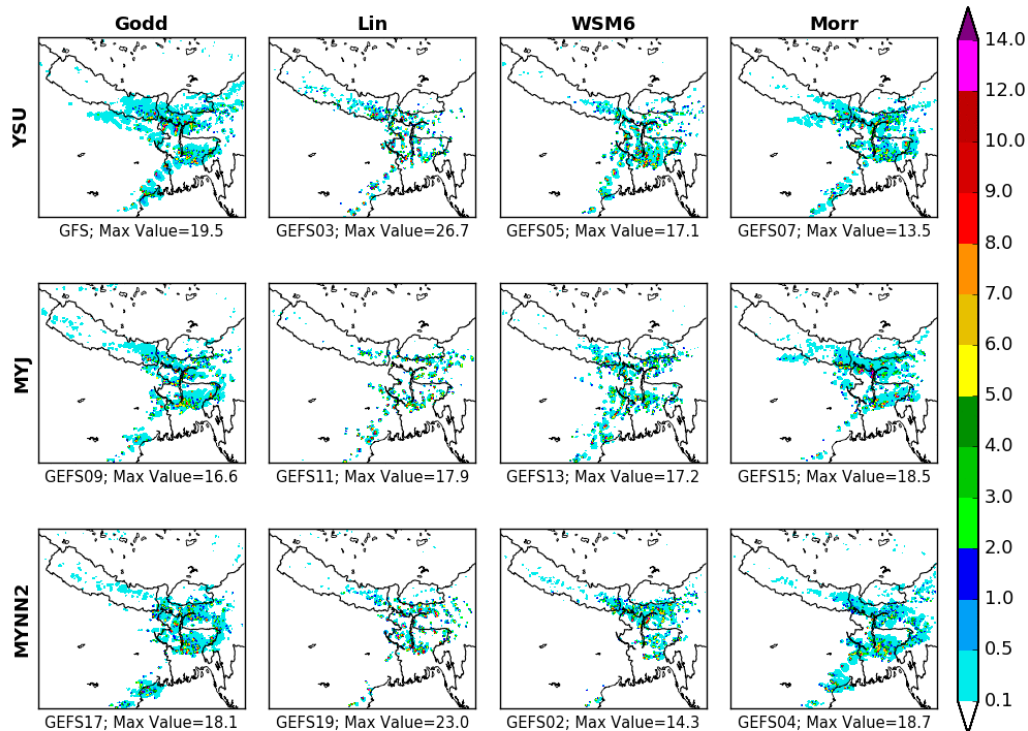 Godd Lin WSM6 Morr
YSU
GFS; Max Value=19.5 GEFS03; Max Value=26.7 GEFS05; Max Value=17.1 GEFS07; Max Value=13.5
MYJ
GEFS09; Max Value=16.6 GEFS11; Max Value=17.9 GEFS13; Max Value=17.2 GEFS15; Max Value=18.5
MYNN2
GEFS17; Max Value=18.1 GEFS19; Max Value=23.0 GEFS02; Max Value=14.3 GEFS04; Max Value=18.7
14.0
12.0
10.0
9.0
8.0
7.0
6.0
5.0
4.0
3.0
2.0
1.0
0.5
0.1